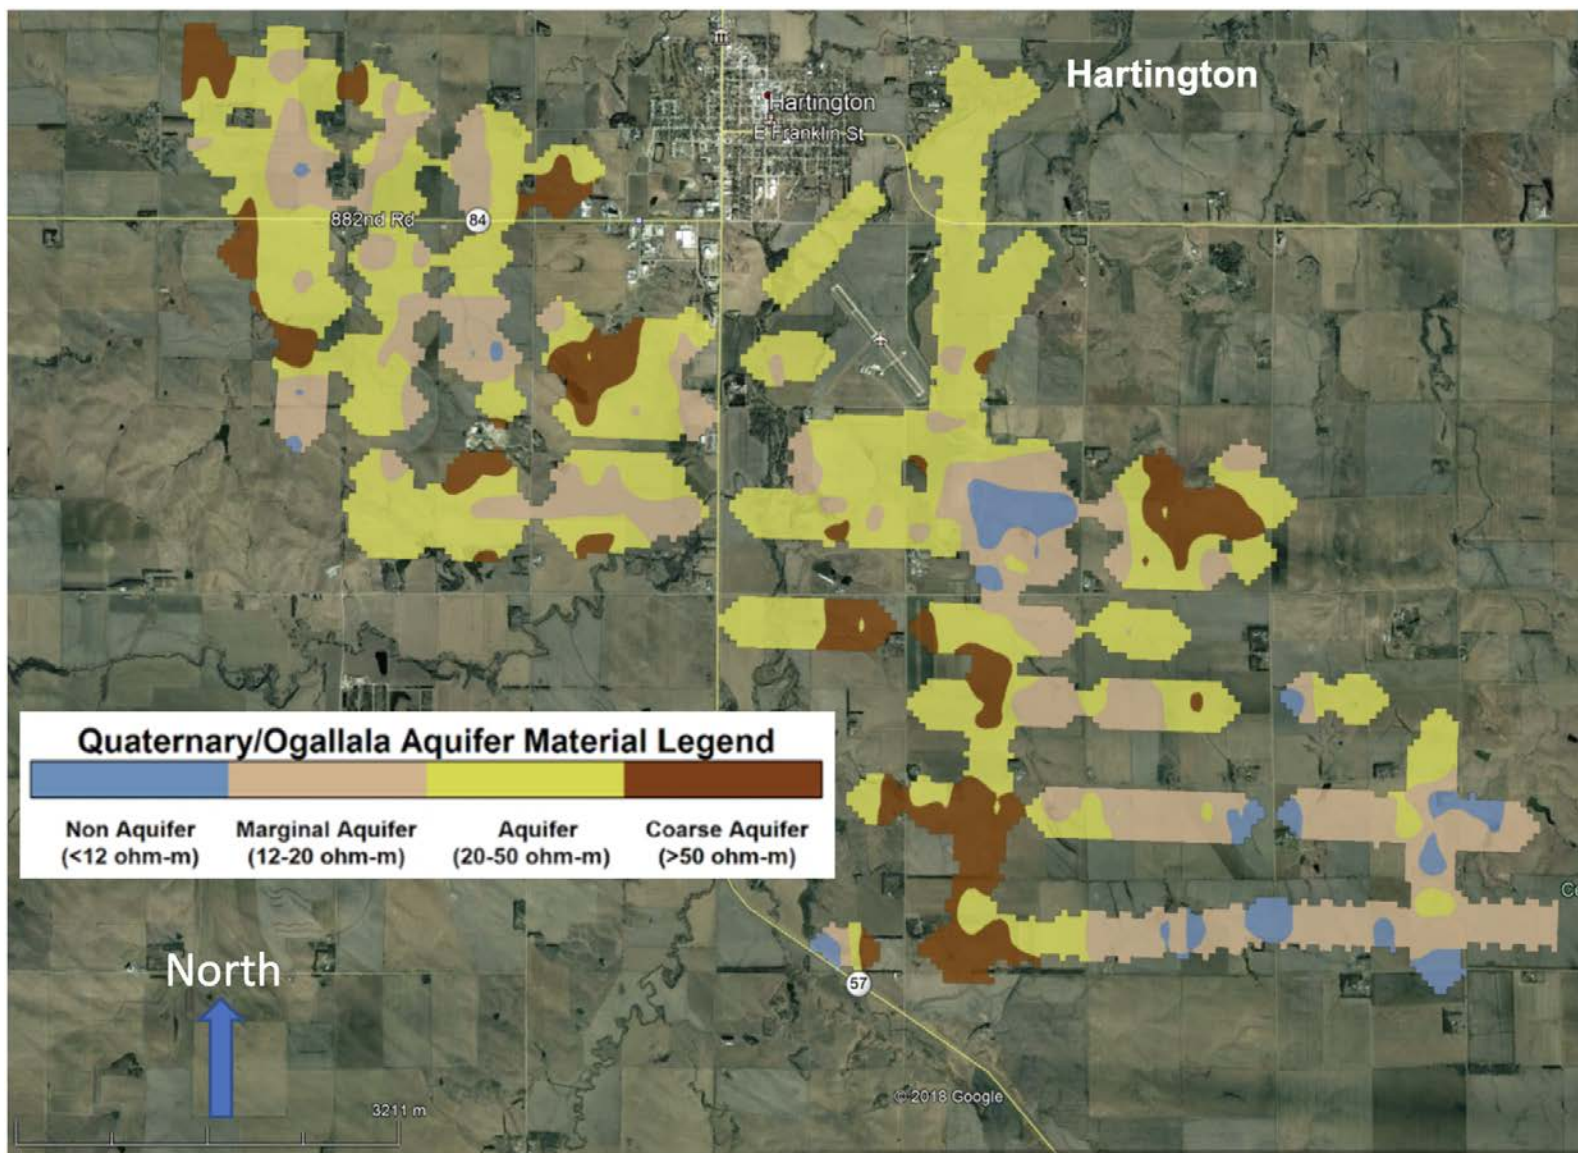 Hartington
Hartington
E Franklin St
882nd Rd
84
Quaternary/Ogallala Aquifer Material Legend
Non Aquifer
(<12 ohm-m)
Marginal Aquifer
(12-20 ohm-m)
Aquifer
(20-50 ohm-m)
Coarse Aquifer
(>50 ohm-m)
North
57
3211 m
© 2018 Google